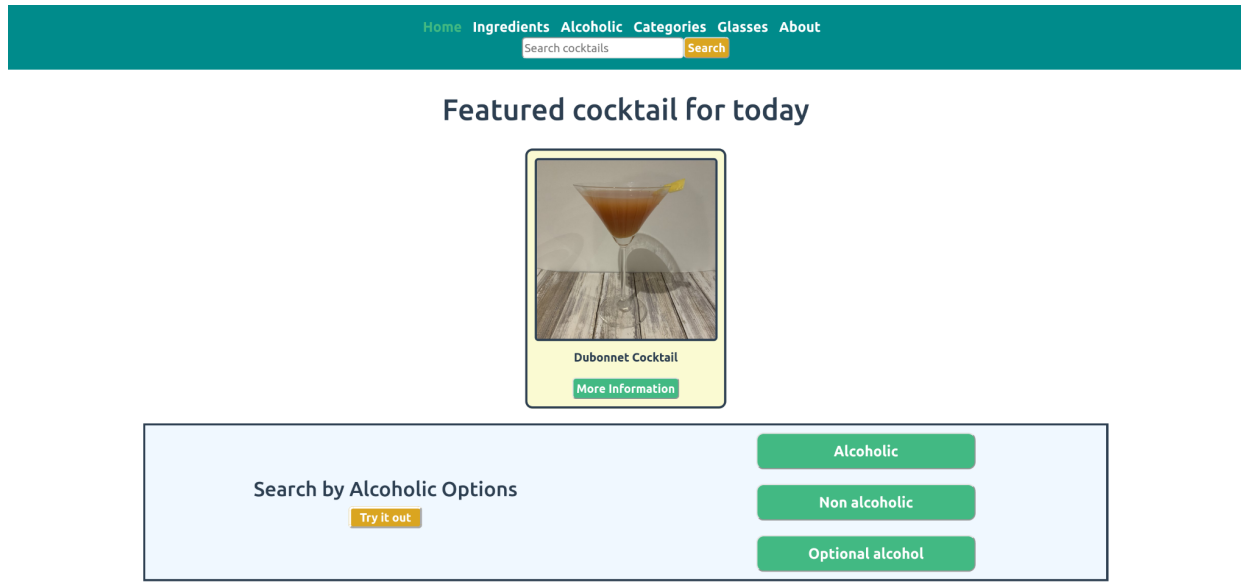 Home Ingredients Alcoholic Categories Glasses About
Search cocktails Search
Featured cocktail for today
Dubonnet Cocktail
More Information
Search by Alcoholic Options
Try it out
Alcoholic
Non alcoholic
Optional alcohol